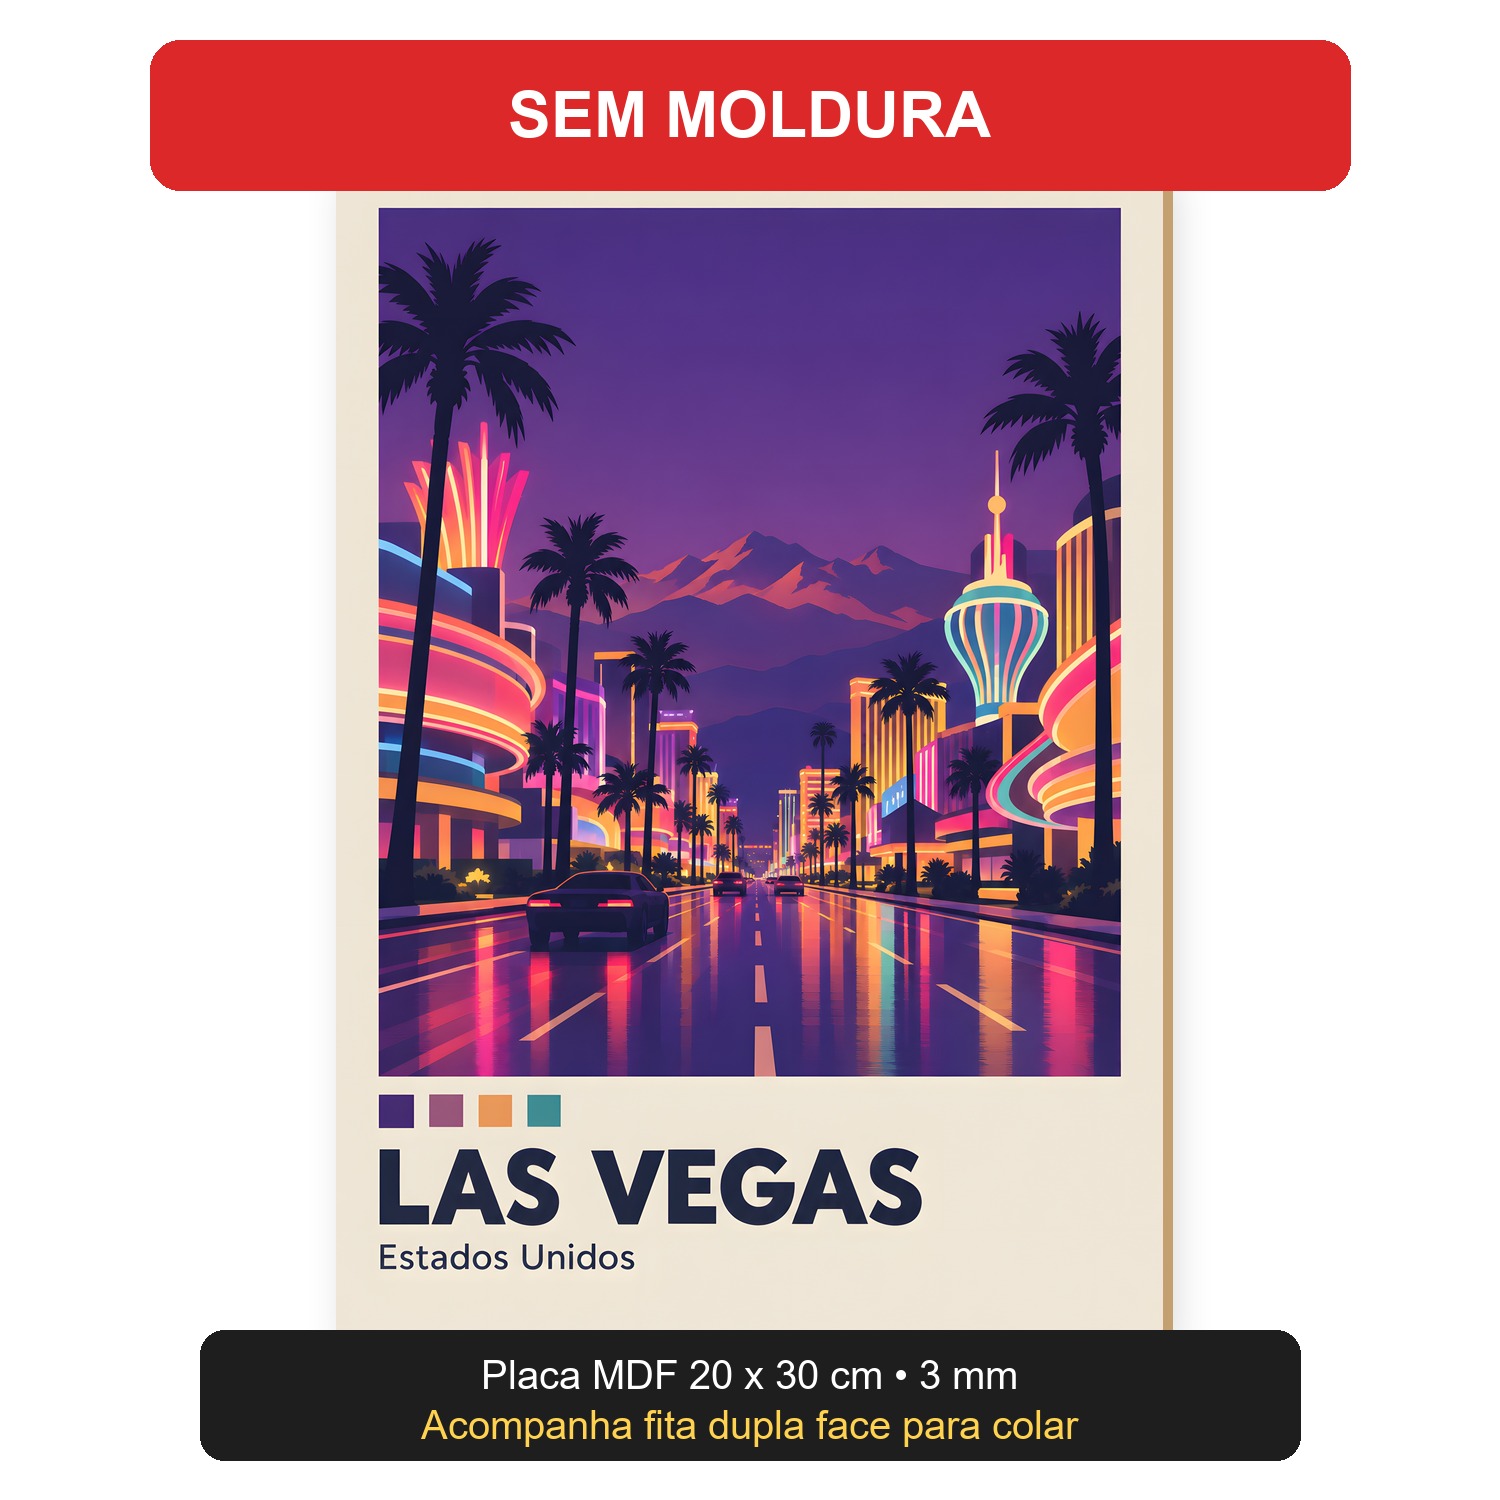 SEM MOLDURA
LAS VEGAS
Estados Unidos
Placa MDF 20 x 30 cm • 3 mm
Acompanha fita dupla face para colar